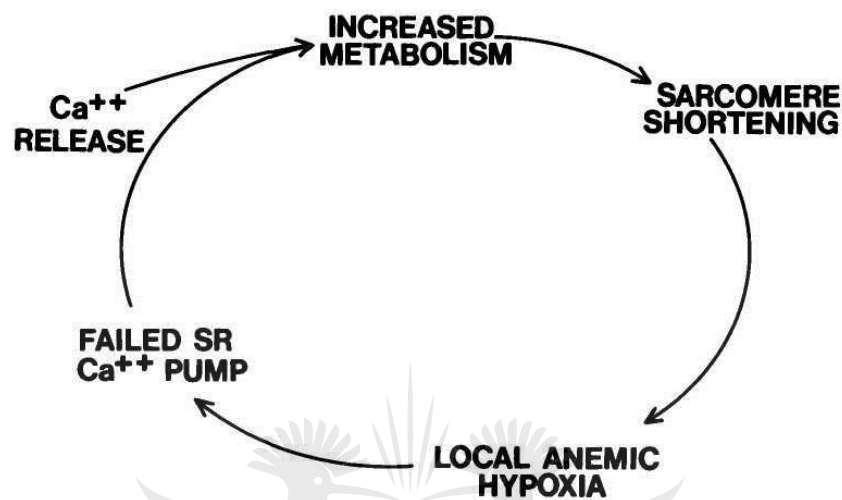 INCREASED
METABOLISM
SARCOMERE
SHORTENING
Ca++
RELEASE
FAILED SR
Ca++ PUMP
LOCAL ANEMIC
HYPOXIA